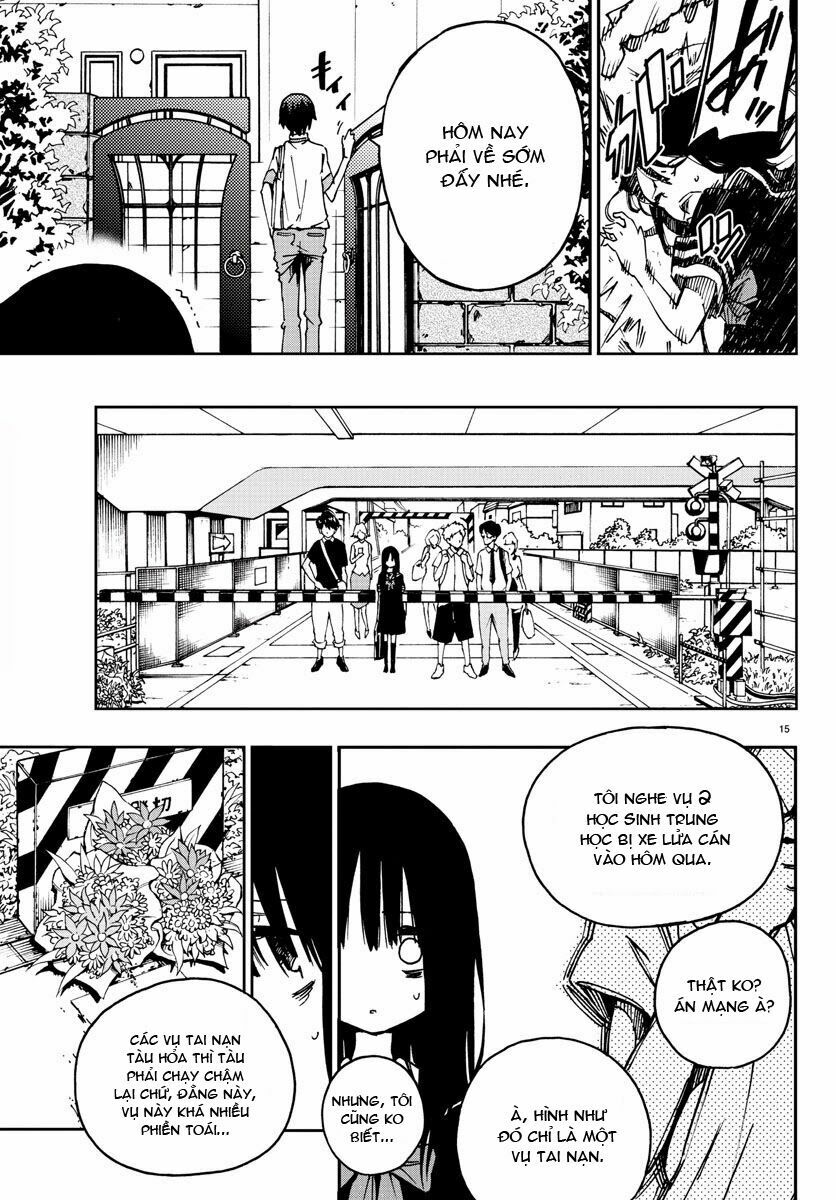 HÔM NAY
PHẢI VỀ SỚM
ĐẤY NHÉ.
15
TÔI NGHE VỤ 2
HỌC SINH TRUNG
HỌC BỊ XE LỬA CÁN
VÀO HÔM QUA.
THẬT KO?
ÁN MẠNG À?
À, HÌNH NHƯ
ĐÓ CHỈ LÀ MỘT
VỤ TAI NẠN.
NHƯNG, TÔI
CŨNG KO
BIẾT...
CÁC VỤ TAI NẠN
TÀU HỎA THÌ TÀU
PHẢI CHẠY CHẬM
LẠI CHỨ, ĐẰNG NÀY,
VỤ NÀY KHÁ NHIỀU
PHIỀN TOÁI...